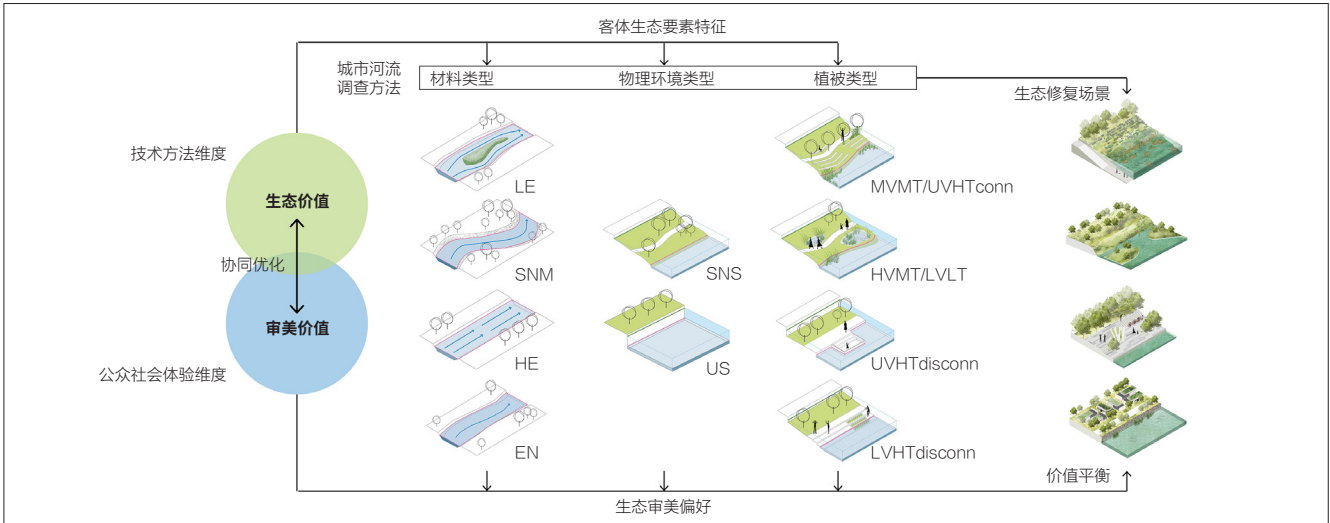 客体生态要素特征
城市河流
调查方法
材料类型
物理环境类型
植被类型
生态修复场景
技术方法维度
生态价值
协同优化
审美价值
公众社会体验维度
LE
MVMT/UVHTconn
SNM
SNS
HVMT/LVLT
HE
US
UVHTdisconn
EN
LVHTdisconn
价值平衡
生态审美偏好